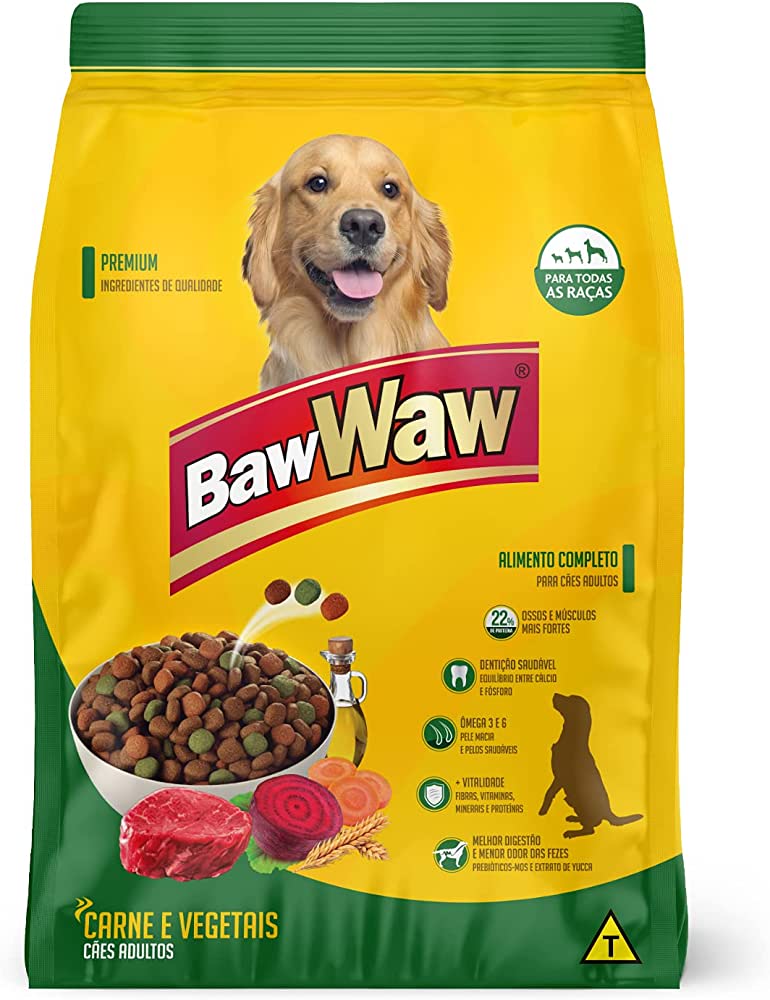 PREMIUM
INGREDIENTES DE QUALIDADE
PARA TODAS
AS RAÇAS
BawWaw®
ALIMENTO COMPLETO
PARA CÃES ADULTOS
22%
DE PROTEÍNA
OSSOS E MÚSCULOS
MAIS FORTES
DENTIÇÃO SAUDÁVEL
EQUILÍBRIO ENTRE CÁLCIO
E FÓSFORO
ÔMEGA 3 E 6
PELE MACIA
E PELOS SAUDÁVEIS
+ VITALIDADE
FIBRAS, VITAMINAS,
MINERAIS E PROTEÍNAS
MELHOR DIGESTÃO
E MENOR ODOR DAS FEZES
PREBIÓTICOS-MOS E EXTRATO DE YUCCA
CARNE E VEGETAIS
CÃES ADULTOS
T